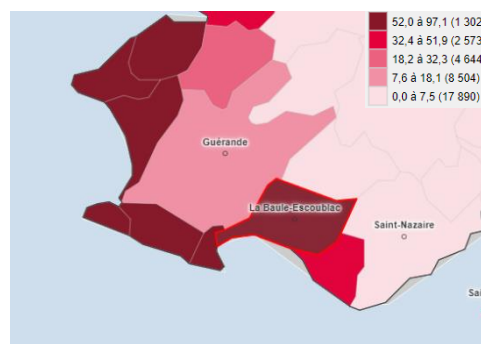 52,0 à 97,1 (1 302
32,4 à 51,9 (2 573
18,2 à 32,3 (4 644
7,6 à 18,1 (8 504)
0,0 à 7,5 (17 890)
Guérande
La Baule-Escoublac
Saint-Nazaire
Sai